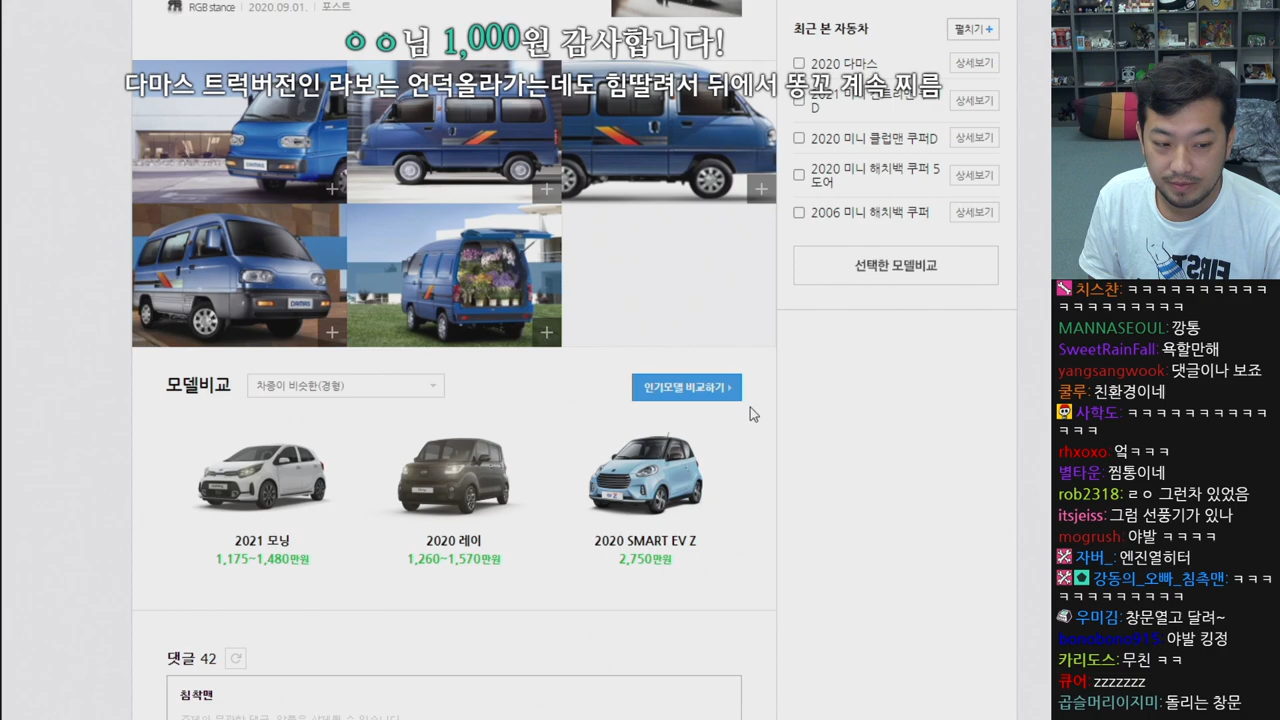 RGB stance | 2020.09.01. | 포스트
ㅇㅇ님 1,000원 감사합니다!
다마스 트럭버전인 라보는 언덕올라가는데도 힘딸려서 뒤에서 똥꼬 계속 찌름
DAMAS
DAMAS
모델비교
차종이 비슷한(경형)
인기모델 비교하기
2021 모닝
1,175~1,480만원
2020 레이
1,260~1,570만원
2020 SMART EV Z
2,750만원
댓글 42
침착맨
최근 본 자동차
펼치기 +
2020 다마스
상세보기
D
상세보기
2020 미니 클럽맨 쿠퍼D
상세보기
2020 미니 해치백 쿠퍼 5
도어
상세보기
2006 미니 해치백 쿠퍼
상세보기
선택한 모델비교
FIRST
치스챤: ㅋㅋㅋㅋㅋㅋㅋㅋㅋㅋ
ㅋㅋㅋㅋㅋㅋㅋㅋㅋ
MANNASEOUL: 깡통
SweetRainFall: 욕할만해
yangsangwook: 댓글이나 보죠
쿨루: 친환경이네
사학도: ㅋㅋㅋㅋㅋㅋㅋㅋㅋㅋ
ㅋㅋㅋ
rhxoxo: 엌ㅋㅋㅋ
별타운: 찜통이네
rob2318: ㄹㅇ 그런차 있었음
itsjeiss: 그럼 선풍기가 있나
mogrush: 야발 ㅋㅋㅋㅋ
자버_: 엔진열히터
강동의_오빠_침촉맨: ㅋㅋㅋ
ㅋㅋㅋㅋㅋㅋㅋㅋㅋ
우미김: 창문열고 달려~
bonobono915: 야발 킹정
카리도스: 무친 ㅋㅋ
큐어: zzzzzzz
곱슬머리이지미: 돌리는 창문